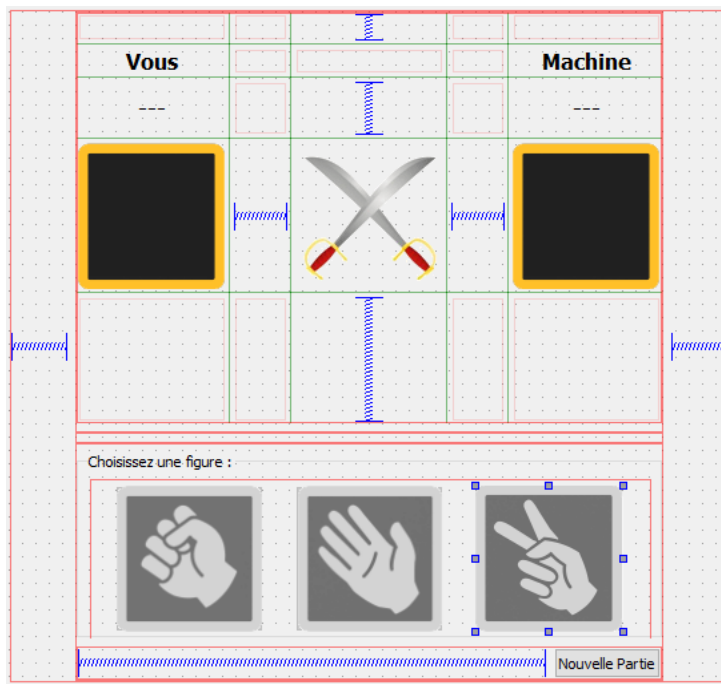 Vous
Machine
---
---
Choisissez une figure :
Nouvelle Partie